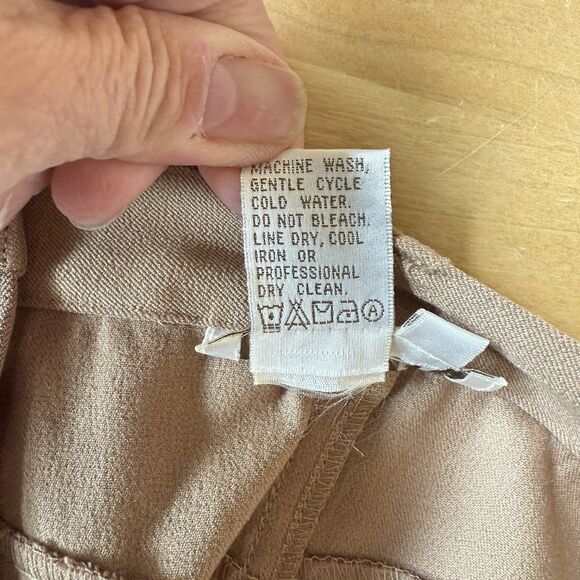 MACHINE WASH,
GENTLE CYCLE
COLD WATER.
DO NOT BLEACH.
LINE DRY, COOL
IRON OR
PROFESSIONAL
DRY CLEAN.
A